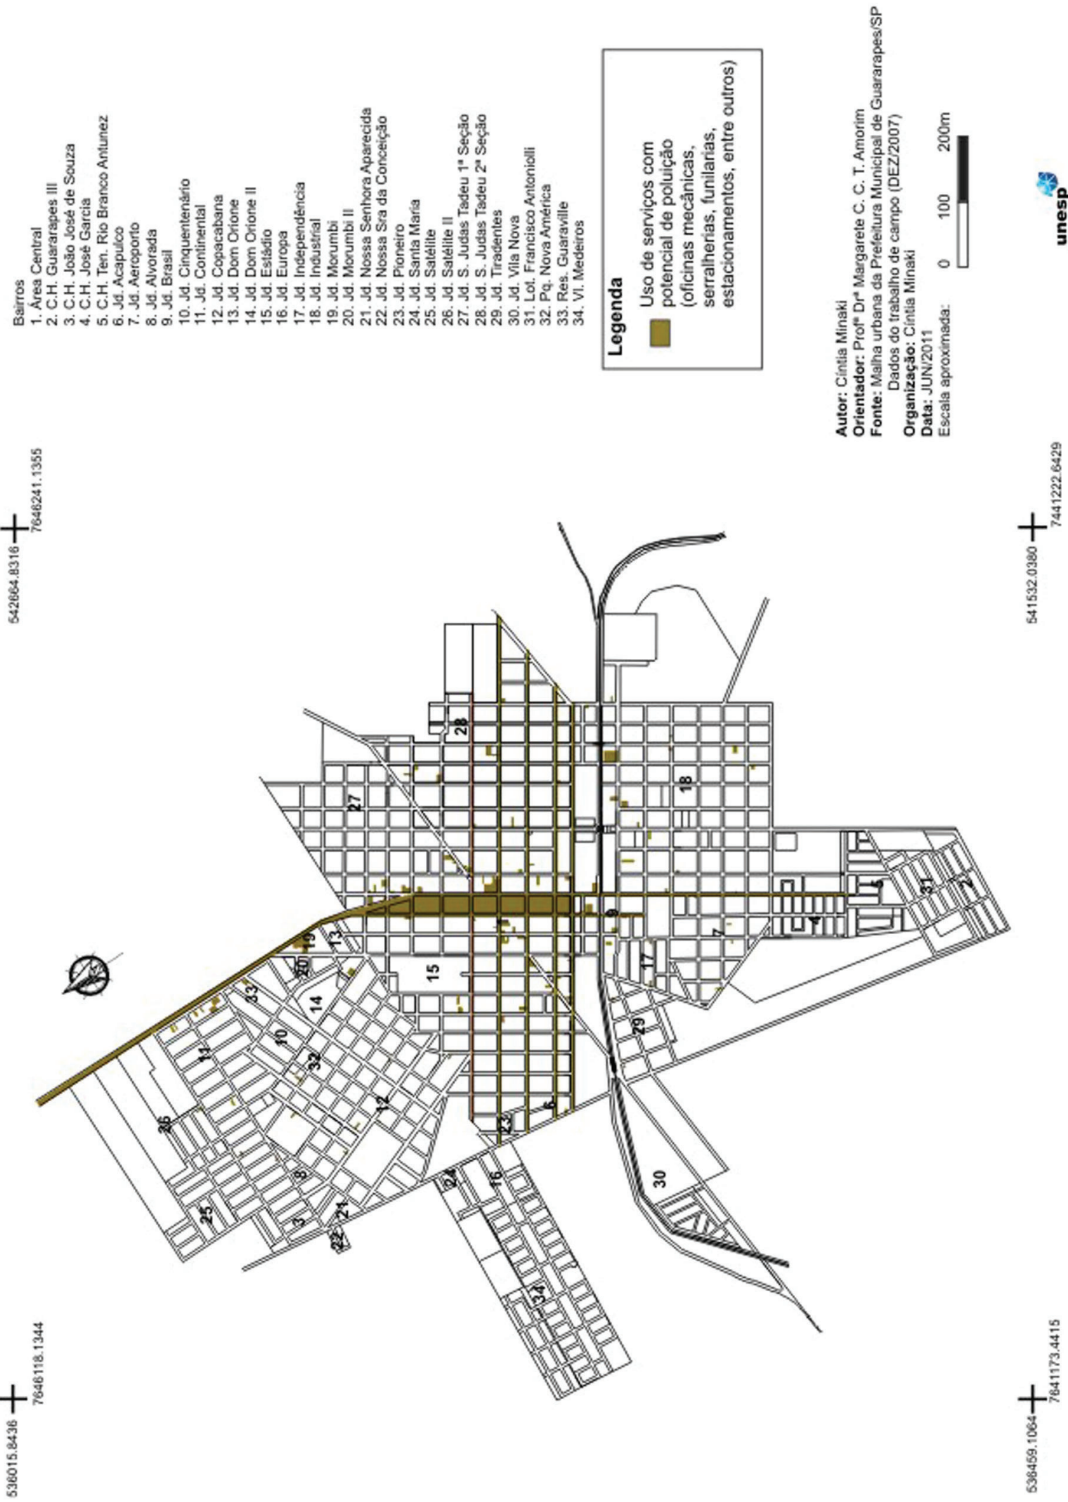 536015.8436
7646118.1344
542664.8316
7646241.1355
536459.1064
7641173.4415
541532.0380
7441222.6429
26
25
11
33
20
19
13
10
14
32
12
8
3
21
22
27
28
15
1
24
16
23
6
34
9
18
17
7
29
30
4
5
31
2
Bairros
1. Área Central
2. C.H. Guararapes III
3. C.H. João José de Souza
4. C.H. José Garcia
5. C.H. Ten. Rio Branco Antunez
6. Jd. Acapulco
7. Jd. Aeroporto
8. Jd. Alvorada
9. Jd. Brasil
10. Jd. Cinquentenário
11. Jd. Continental
12. Jd. Copacabana
13. Jd. Dom Orione
14. Jd. Dom Orione II
15. Jd. Estádio
16. Jd. Europa
17. Jd. Independência
18. Jd. Industrial
19. Jd. Morumbi
20. Jd. Morumbi II
21. Jd. Nossa Senhora Aparecida
22. Jd. Nossa Sra da Conceição
23. Jd. Pioneiro
24. Jd. Santa Maria
25. Jd. Satélite
26. Jd. Satélite II
27. Jd. S. Judas Tadeu 1ª Seção
28. Jd. S. Judas Tadeu 2ª Seção
29. Jd. Tiradentes
30. Jd. Vila Nova
31. Lot. Francisco Antoniolli
32. Pq. Nova América
33. Res. Guaraville
34. Vl. Medeiros
Legenda
Uso de serviços com
potencial de poluição
(oficinas mecânicas,
serralherias, funilarias,
estacionamentos, entre outros)
Autor: Cíntia Minaki
Orientador: Profª Drª Margarete C. C. T. Amorim
Fonte: Malha urbana da Prefeitura Municipal de Guararapes/SP
Dados do trabalho de campo (DEZ/2007)
Organização: Cíntia Minaki
Data: JUN/2011
Escala aproximada: 0 100 200m
unesp